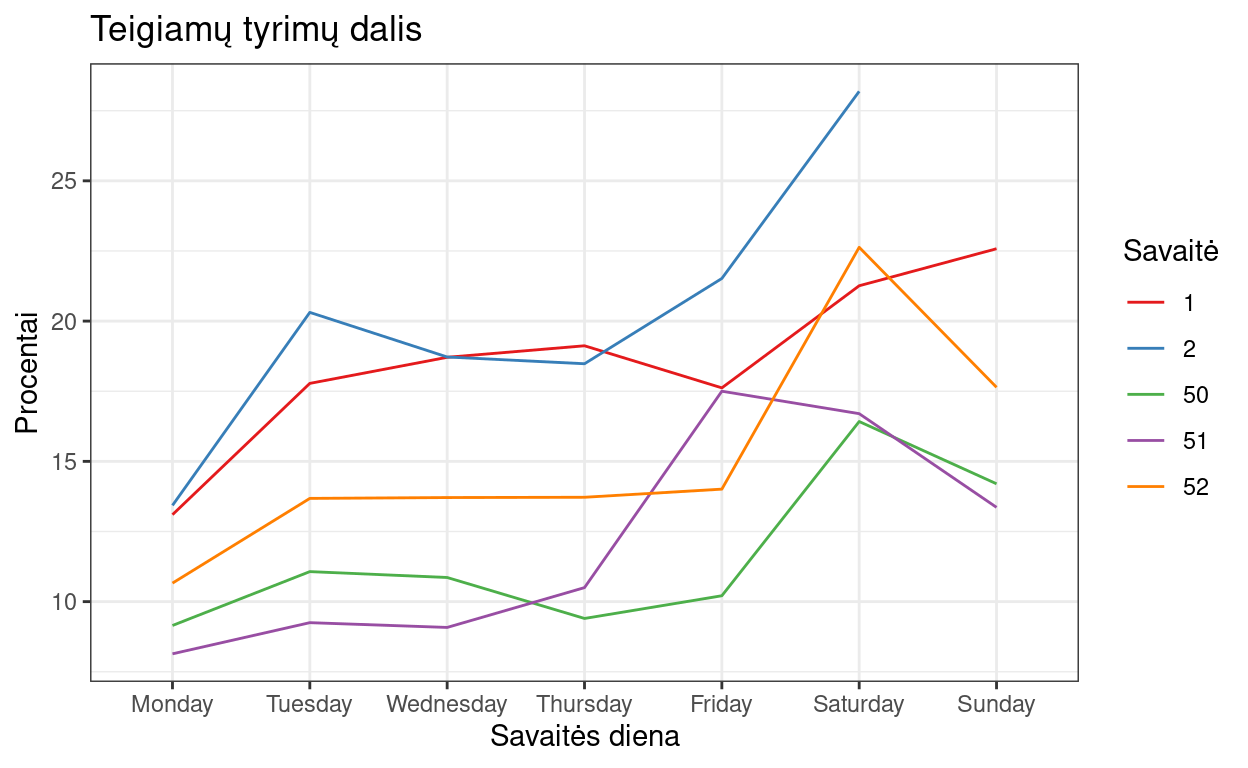 Teigiamų tyrimų dalis
Procentai
25
20
15
10
Monday Tuesday Wednesday Thursday Friday Saturday Sunday
Savaitės diena
Savaitė
1
2
50
51
52